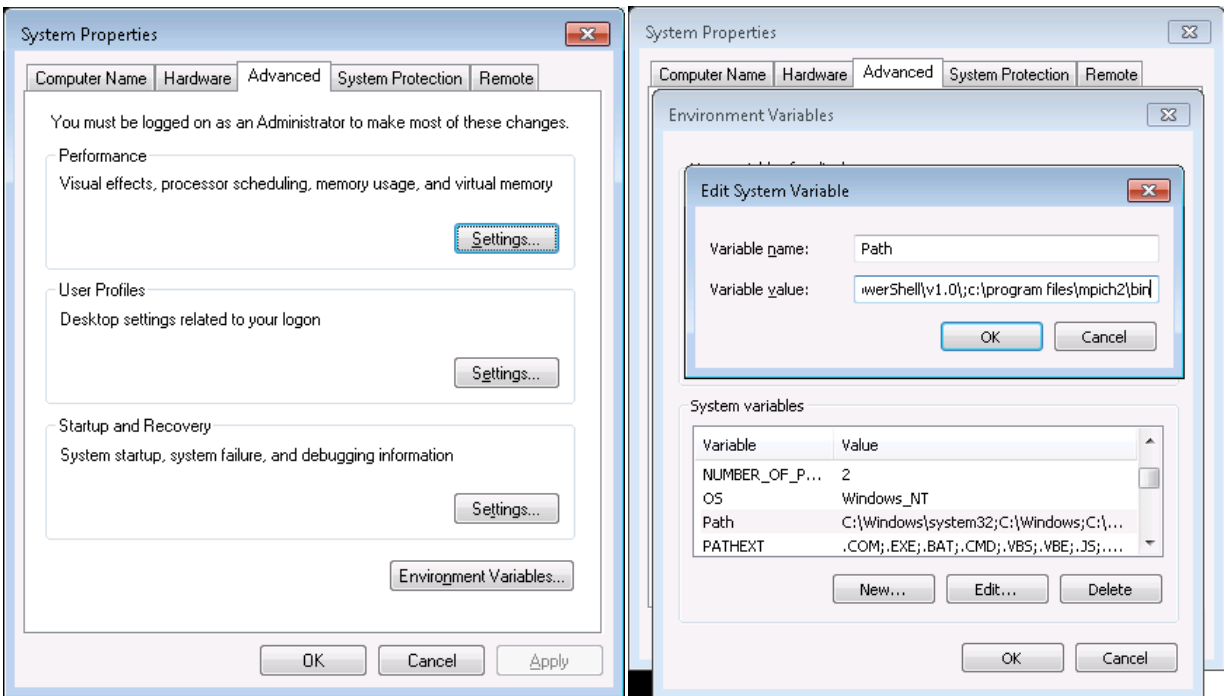 System Properties
Computer Name Hardware Advanced System Protection Remote
You must be logged on as an Administrator to make most of these changes.
Performance
Visual effects, processor scheduling, memory usage, and virtual memory
Settings...
User Profiles
Desktop settings related to your logon
Settings...
Startup and Recovery
System startup, system failure, and debugging information
Settings...
Environment Variables...
OK Cancel Apply
System Properties
Computer Name Hardware Advanced System Protection Remote
Environment Variables
Edit System Variable
Variable name: Path
Variable value: werShell\v1.0\;c:\program files\mpich2\bin
OK Cancel
System variables
Variable Value
NUMBER_OF_P... 2
OS Windows_NT
Path C:\Windows\system32;C:\Windows;C:\...
PATHEXT .COM;.EXE;.BAT;.CMD;.VBS;.VBE;.JS;....
New... Edit... Delete
OK Cancel